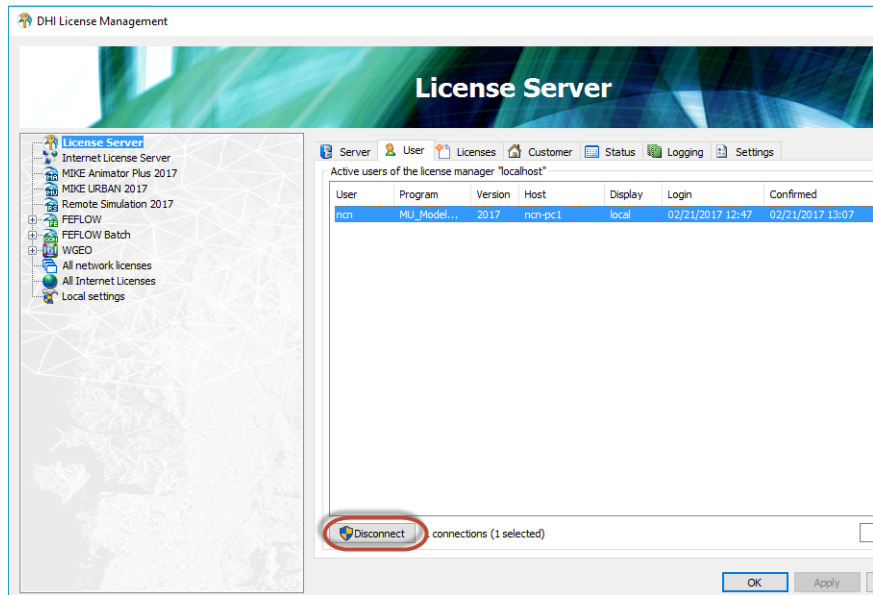 DHI License Management
License Server
License Server
Internet License Server
MIKE Animator Plus 2017
MIKE URBAN 2017
Remote Simulation 2017
FEFLOW
FEFLOW Batch
WGEO
All network licenses
All Internet Licenses
Local settings
Server User Licenses Customer Status Logging Settings
Active users of the license manager "localhost"
User Program Version Host Display Login Confirmed
ncn MU_Model... 2017 ncn-pc1 local 02/21/2017 12:47 02/21/2017 13:07
Disconnect connections (1 selected)
OK Apply